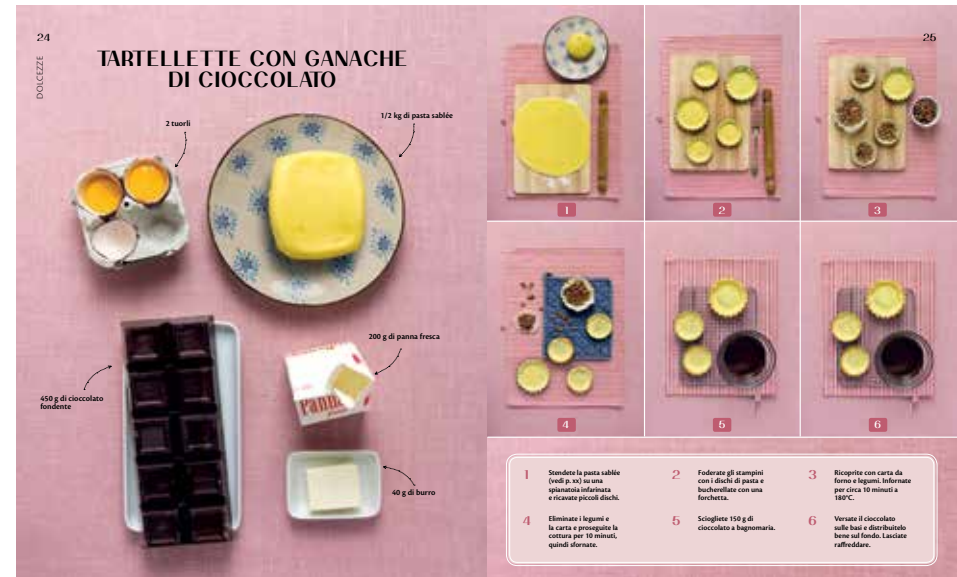 24
DOLCEZZE
TARTELLETTE CON GANACHE
DI CIOCCOLATO
2 tuorli
1/2 kg di pasta sablée
200 g di panna fresca
450 g di cioccolato
fondente
40 g di burro
panna
25
1
2
3
4
5
6
1
Stendete la pasta sablée
(vedi p. xx) su una
spianatoia infarinata
e ricavate piccoli dischi.
2
Foderate gli stampini
con i dischi di pasta e
bucherellate con una
forchetta.
3
Ricoprite con carta da
forno e legumi. Infornate
per circa 10 minuti a
180°C.
4
Eliminate i legumi e
la carta e proseguite la
cottura per 10 minuti,
quindi sfornate.
5
Sciogliete 150 g di
cioccolato a bagnomaria.
6
Versate il cioccolato
sulle basi e distribuitelo
bene sul fondo. Lasciate
raffreddare.